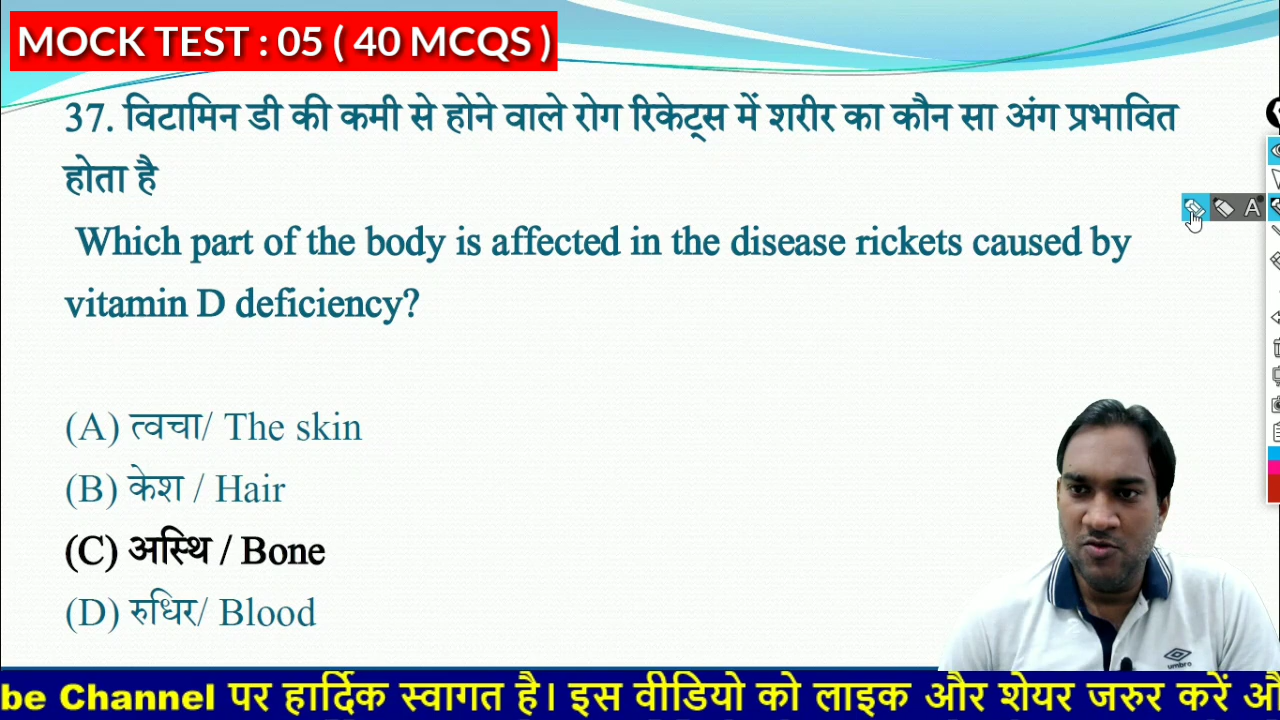 MOCK TEST : 05 ( 40 MCQS )
37. विटामिन डी की कमी से होने वाले रोग रिकेट्स में शरीर का कौन सा अंग प्रभावित
होता है
Which part of the body is affected in the disease rickets caused by
vitamin D deficiency?
A
(A) त्वचा/ The skin
(B) केश / Hair
(C) अस्थि / Bone
(D) रुधिर/ Blood
umbro
be Channel पर हार्दिक स्वागत है। इस वीडियो को लाइक और शेयर जरुर करें औ